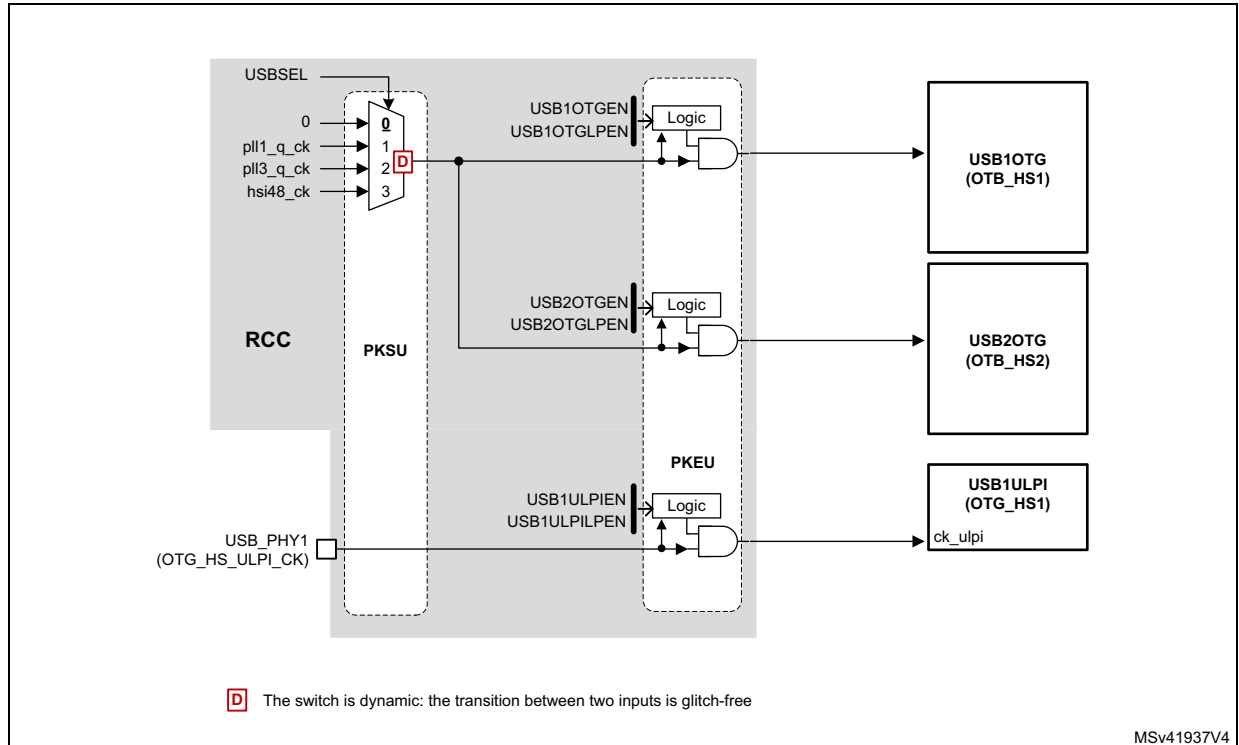 USBSEL
0
pll1_q_ck
pll3_q_ck
hsi48_ck
0
1
2
3
D
USB1OTGEN
USB1OTGLPEN
Logic
USB1OTG
(OTB_HS1)
RCC
PKSU
USB2OTGEN
USB2OTGLPEN
Logic
USB2OTG
(OTB_HS2)
PKEU
USB1ULPIEN
USB1ULPILPEN
Logic
USB1ULPI
(OTG_HS1)
ck_ulpi
USB_PHY1
(OTG_HS_ULPI_CK)
D The switch is dynamic: the transition between two inputs is glitch-free
MSv41937V4